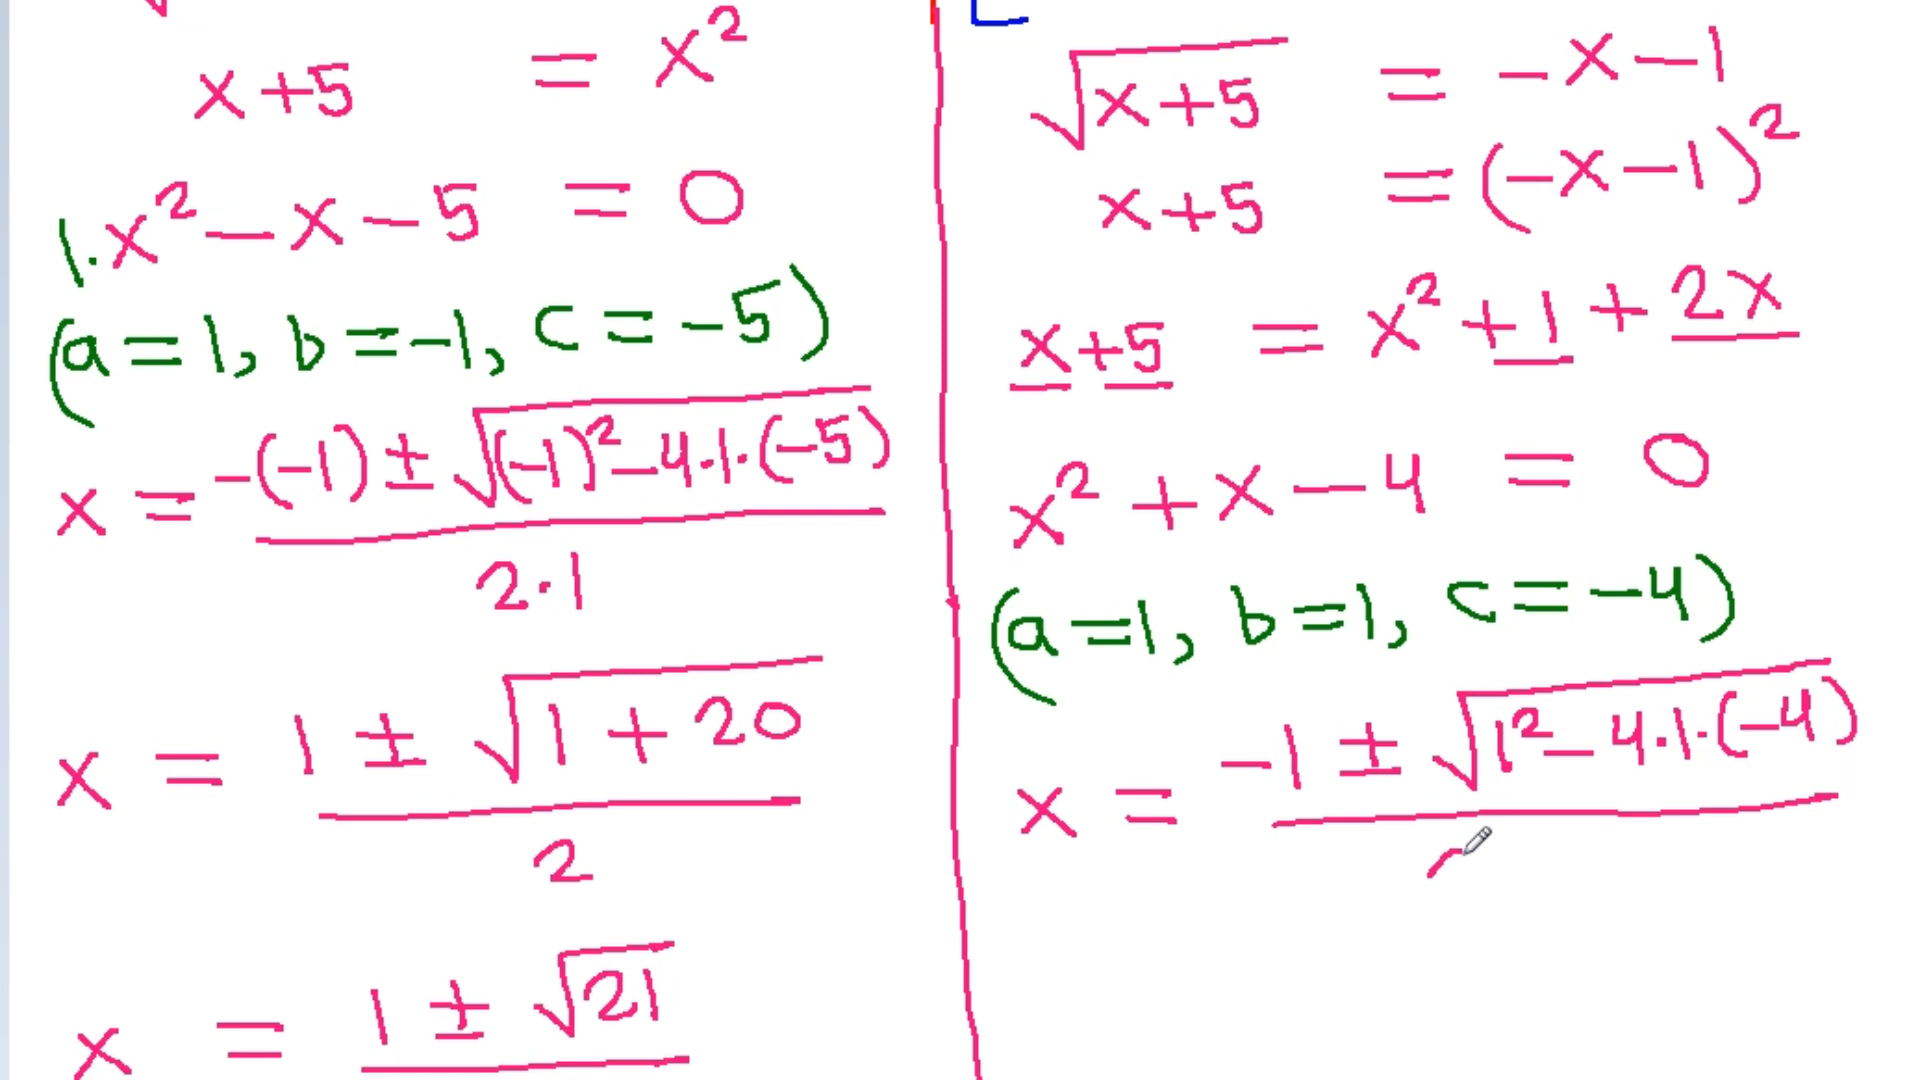 x+5 = x²
1.x² - x - 5 = 0
(a = 1, b = -1, c = -5)
x = (-(-1) ± √((-1)² - 4·1·(-5))) / (2·1)
x = (1 ± √(1 + 20)) / 2
x = 1 ± √21
√(x+5) = -x-1
x+5 = (-x-1)²
x+5 = x² + 1 + 2x
x² + x - 4 = 0
(a = 1, b = 1, c = -4)
x = -1 ± √(1² - 4·1·(-4))